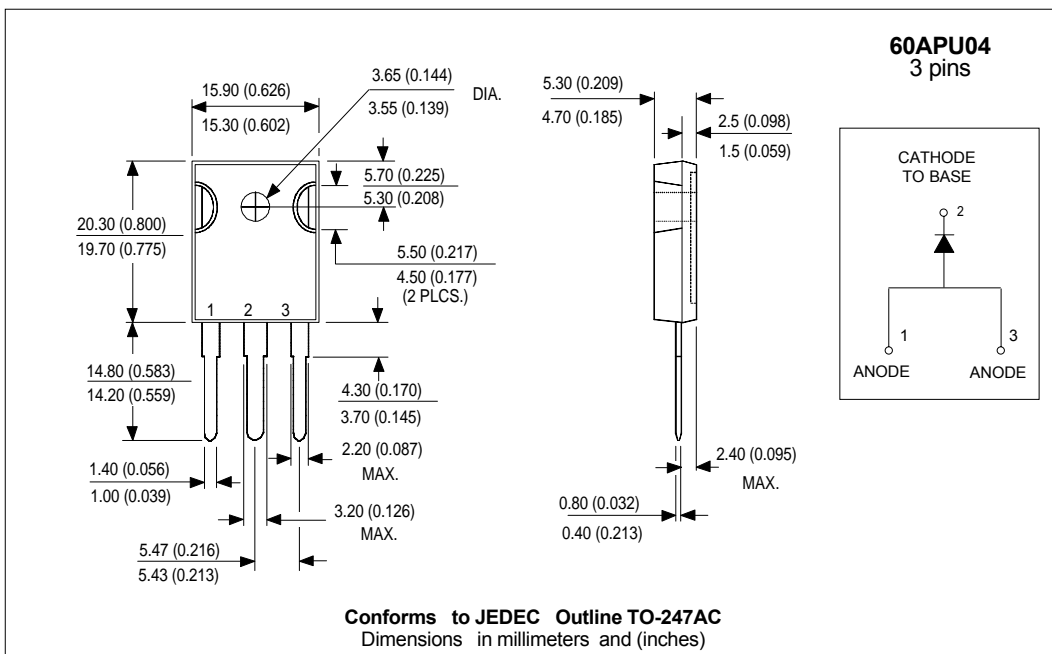 60APU04
3 pins
15.90 (0.626)
15.30 (0.602)
3.65 (0.144)
3.55 (0.139)
DIA.
5.30 (0.209)
4.70 (0.185)
2.5 (0.098)
1.5 (0.059)
5.70 (0.225)
5.30 (0.208)
20.30 (0.800)
19.70 (0.775)
5.50 (0.217)
4.50 (0.177)
(2 PLCS.)
1 2 3
14.80 (0.583)
14.20 (0.559)
4.30 (0.170)
3.70 (0.145)
2.20 (0.087)
MAX.
1.40 (0.056)
1.00 (0.039)
3.20 (0.126)
MAX.
5.47 (0.216)
5.43 (0.213)
2.40 (0.095)
MAX.
0.80 (0.032)
0.40 (0.213)
CATHODE
TO BASE
2
1
3
ANODE
ANODE
Conforms to JEDEC Outline TO-247AC
Dimensions in millimeters and (inches)